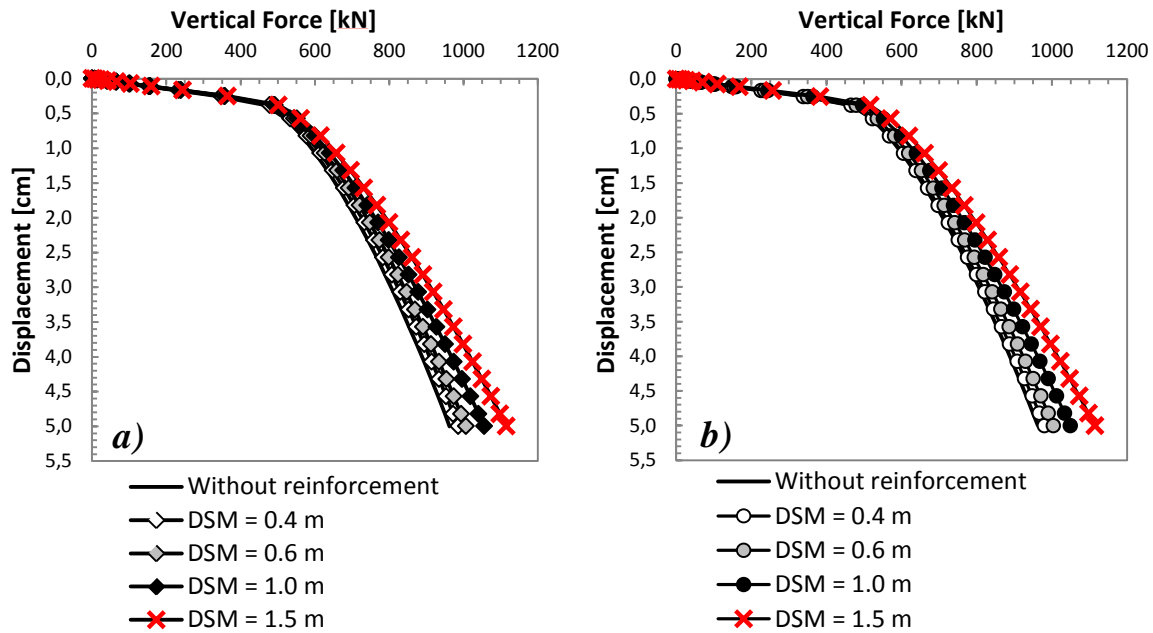 Vertical Force [kN]
0 200 400 600 800 1000 1200
Displacement [cm]
0,0
0,5
1,0
1,5
2,0
2,5
3,0
3,5
4,0
4,5
5,0
5,5
a)
Without reinforcement
DSM = 0.4 m
DSM = 0.6 m
DSM = 1.0 m
DSM = 1.5 m
Vertical Force [kN]
0 200 400 600 800 1000 1200
Displacement [cm]
0,0
0,5
1,0
1,5
2,0
2,5
3,0
3,5
4,0
4,5
5,0
5,5
b)
Without reinforcement
DSM = 0.4 m
DSM = 0.6 m
DSM = 1.0 m
DSM = 1.5 m